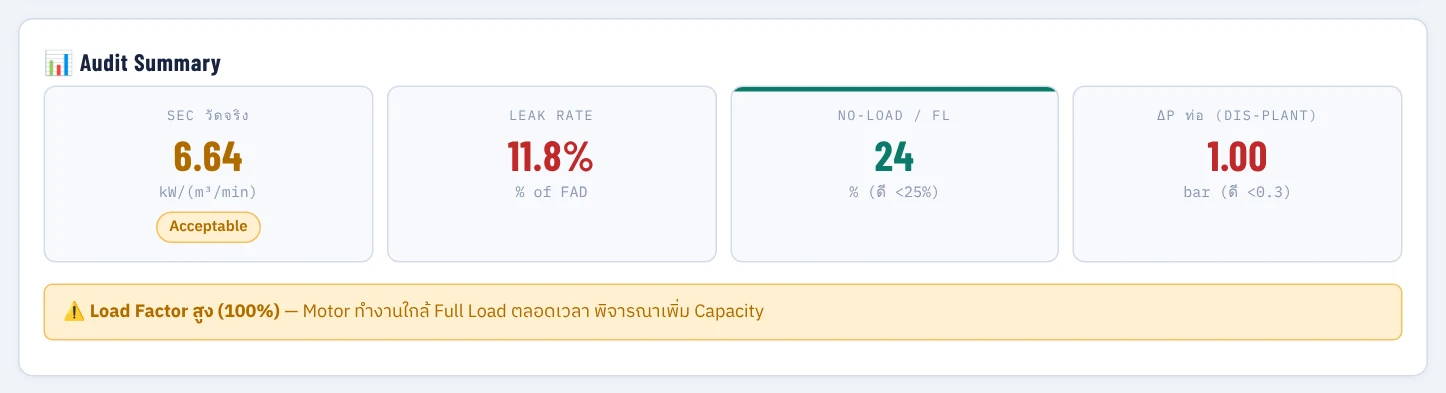 📊 Audit Summary
SEC วัดจริง
6.64
kW/(m³/min)
Acceptable
LEAK RATE
11.8%
% of FAD
NO-LOAD / FL
24
% (ดี <25%)
ΔP ท่อ (DIS-PLANT)
1.00
bar (ดี <0.3)
⚠️ Load Factor สูง (100%) — Motor ทำงานใกล้ Full Load ตลอดเวลา พิจารณาเพิ่ม Capacity